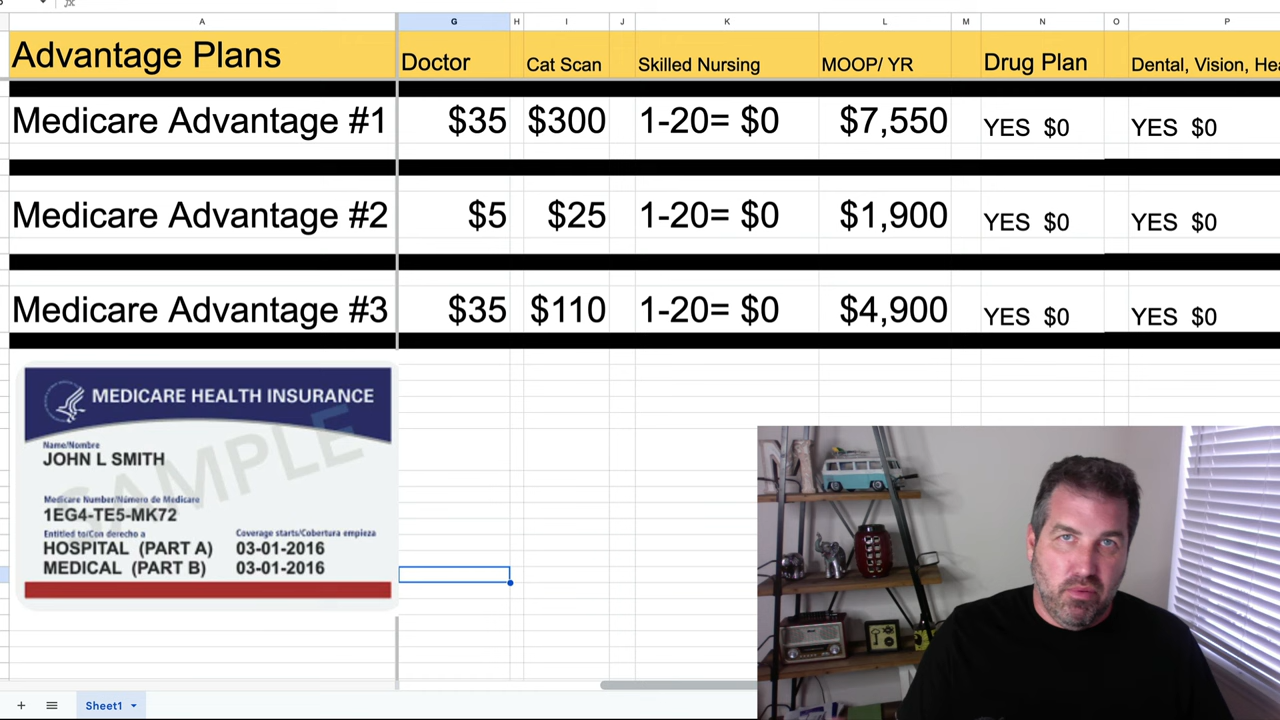 A G H I J K L M N O P
Advantage Plans Doctor Cat Scan Skilled Nursing MOOP/ YR Drug Plan Dental, Vision, Hea
Medicare Advantage #1 $35 $300 1-20= $0 $7,550 YES $0 YES $0
Medicare Advantage #2 $5 $25 1-20= $0 $1,900 YES $0 YES $0
Medicare Advantage #3 $35 $110 1-20= $0 $4,900 YES $0 YES $0
MEDICARE HEALTH INSURANCE
SAMPLE
Name/Nombre
JOHN L SMITH
Medicare Number/Número de Medicare
1EG4-TE5-MK72
Entitled to/Con derecho a Coverage starts/Cobertura empieza
HOSPITAL (PART A) 03-01-2016
MEDICAL (PART B) 03-01-2016
Sheet1